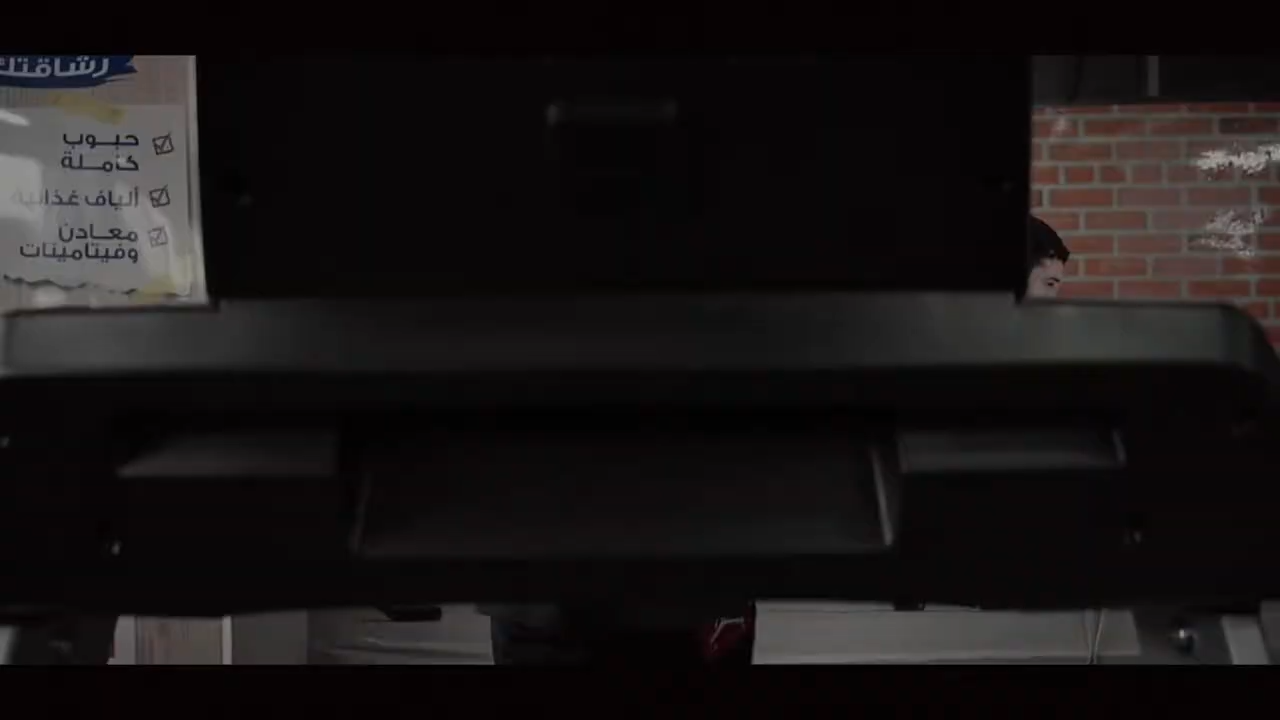 رشاقتك
حبوب
كاملة
ألياف غذائية
معادن
وفيتامينات